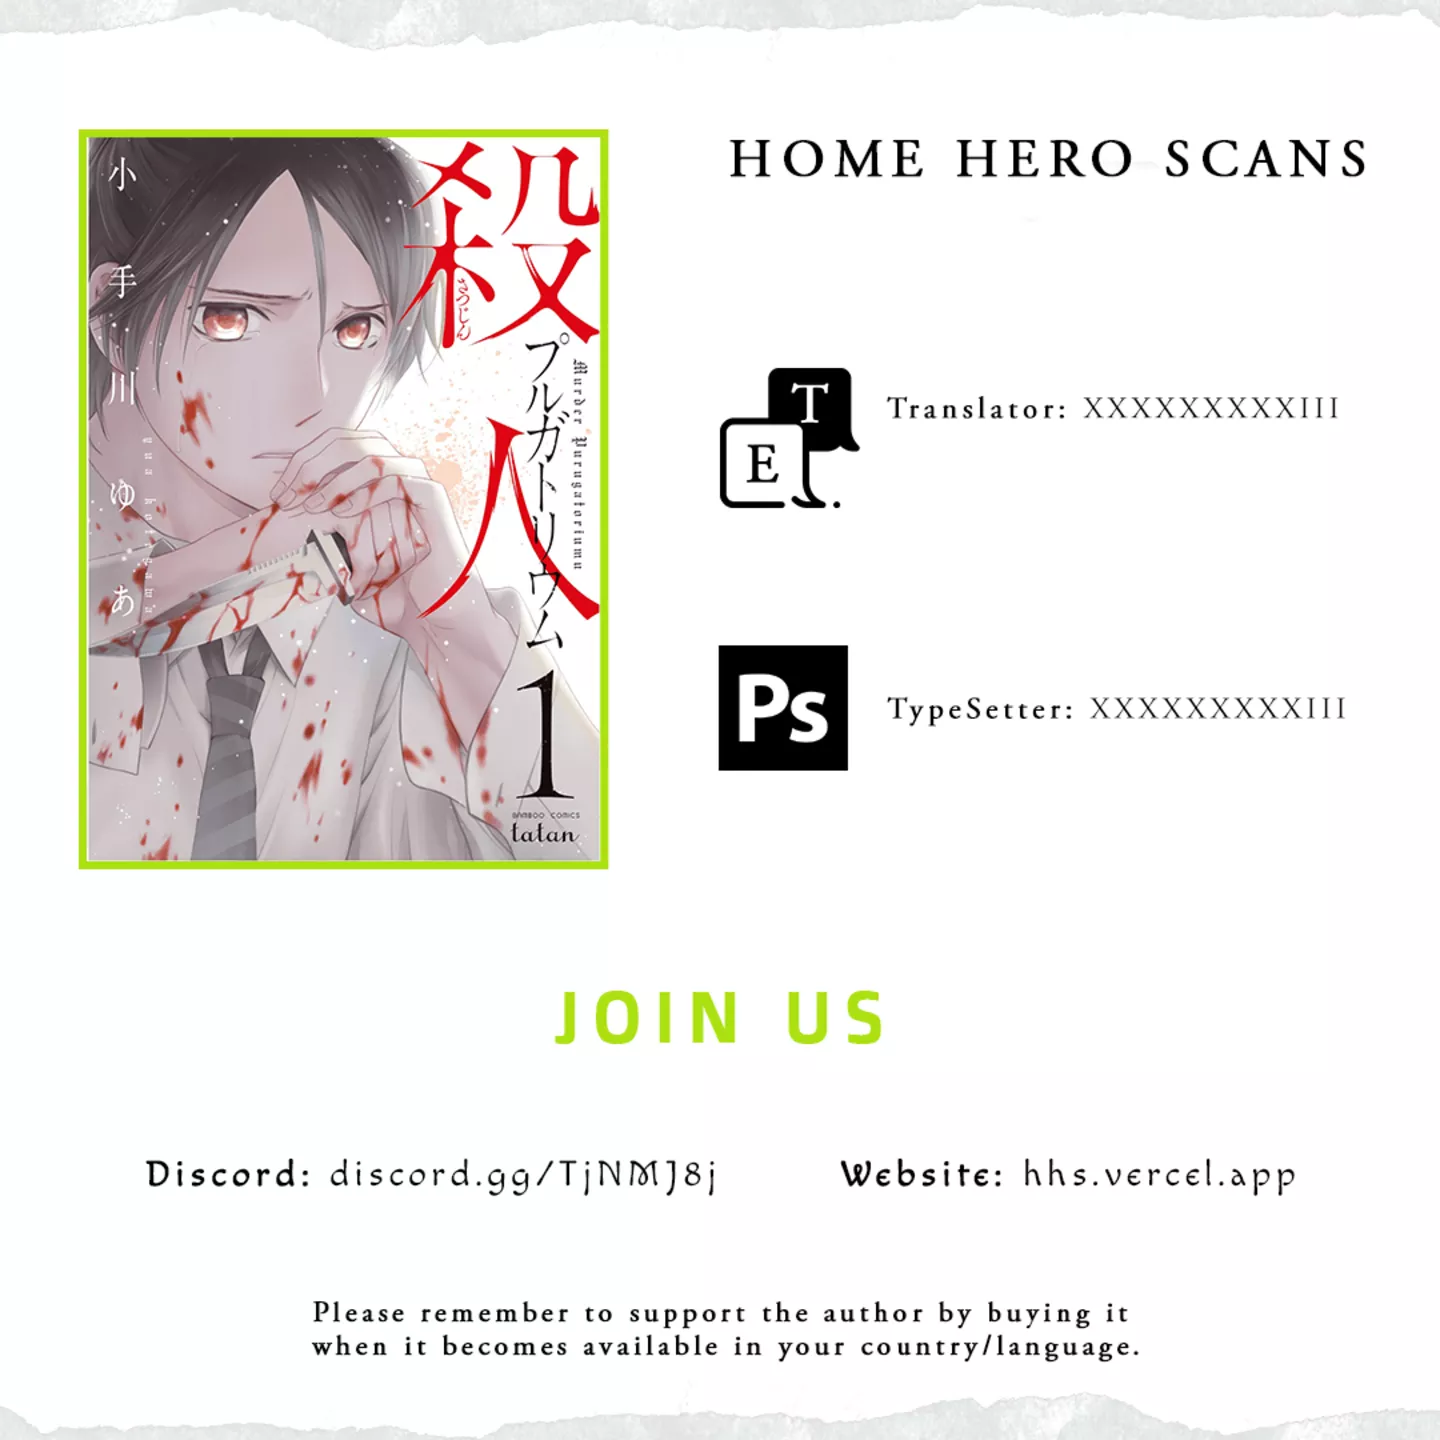 HOME HERO SCANS
小手川ゆあ
yua kotegawa
殺人
さつじん
プルガトリウム
Murder Purugatoriumu
1
BAMBOO COMICS
tatan
T
E
Translator: XXXXXXXXXIII
Ps
TypeSetter: XXXXXXXXXIII
JOIN US
Discord: discord.gg/TjNMJ8j
Website: hhs.vercel.app
Please remember to support the author by buying it
when it becomes available in your country/language.